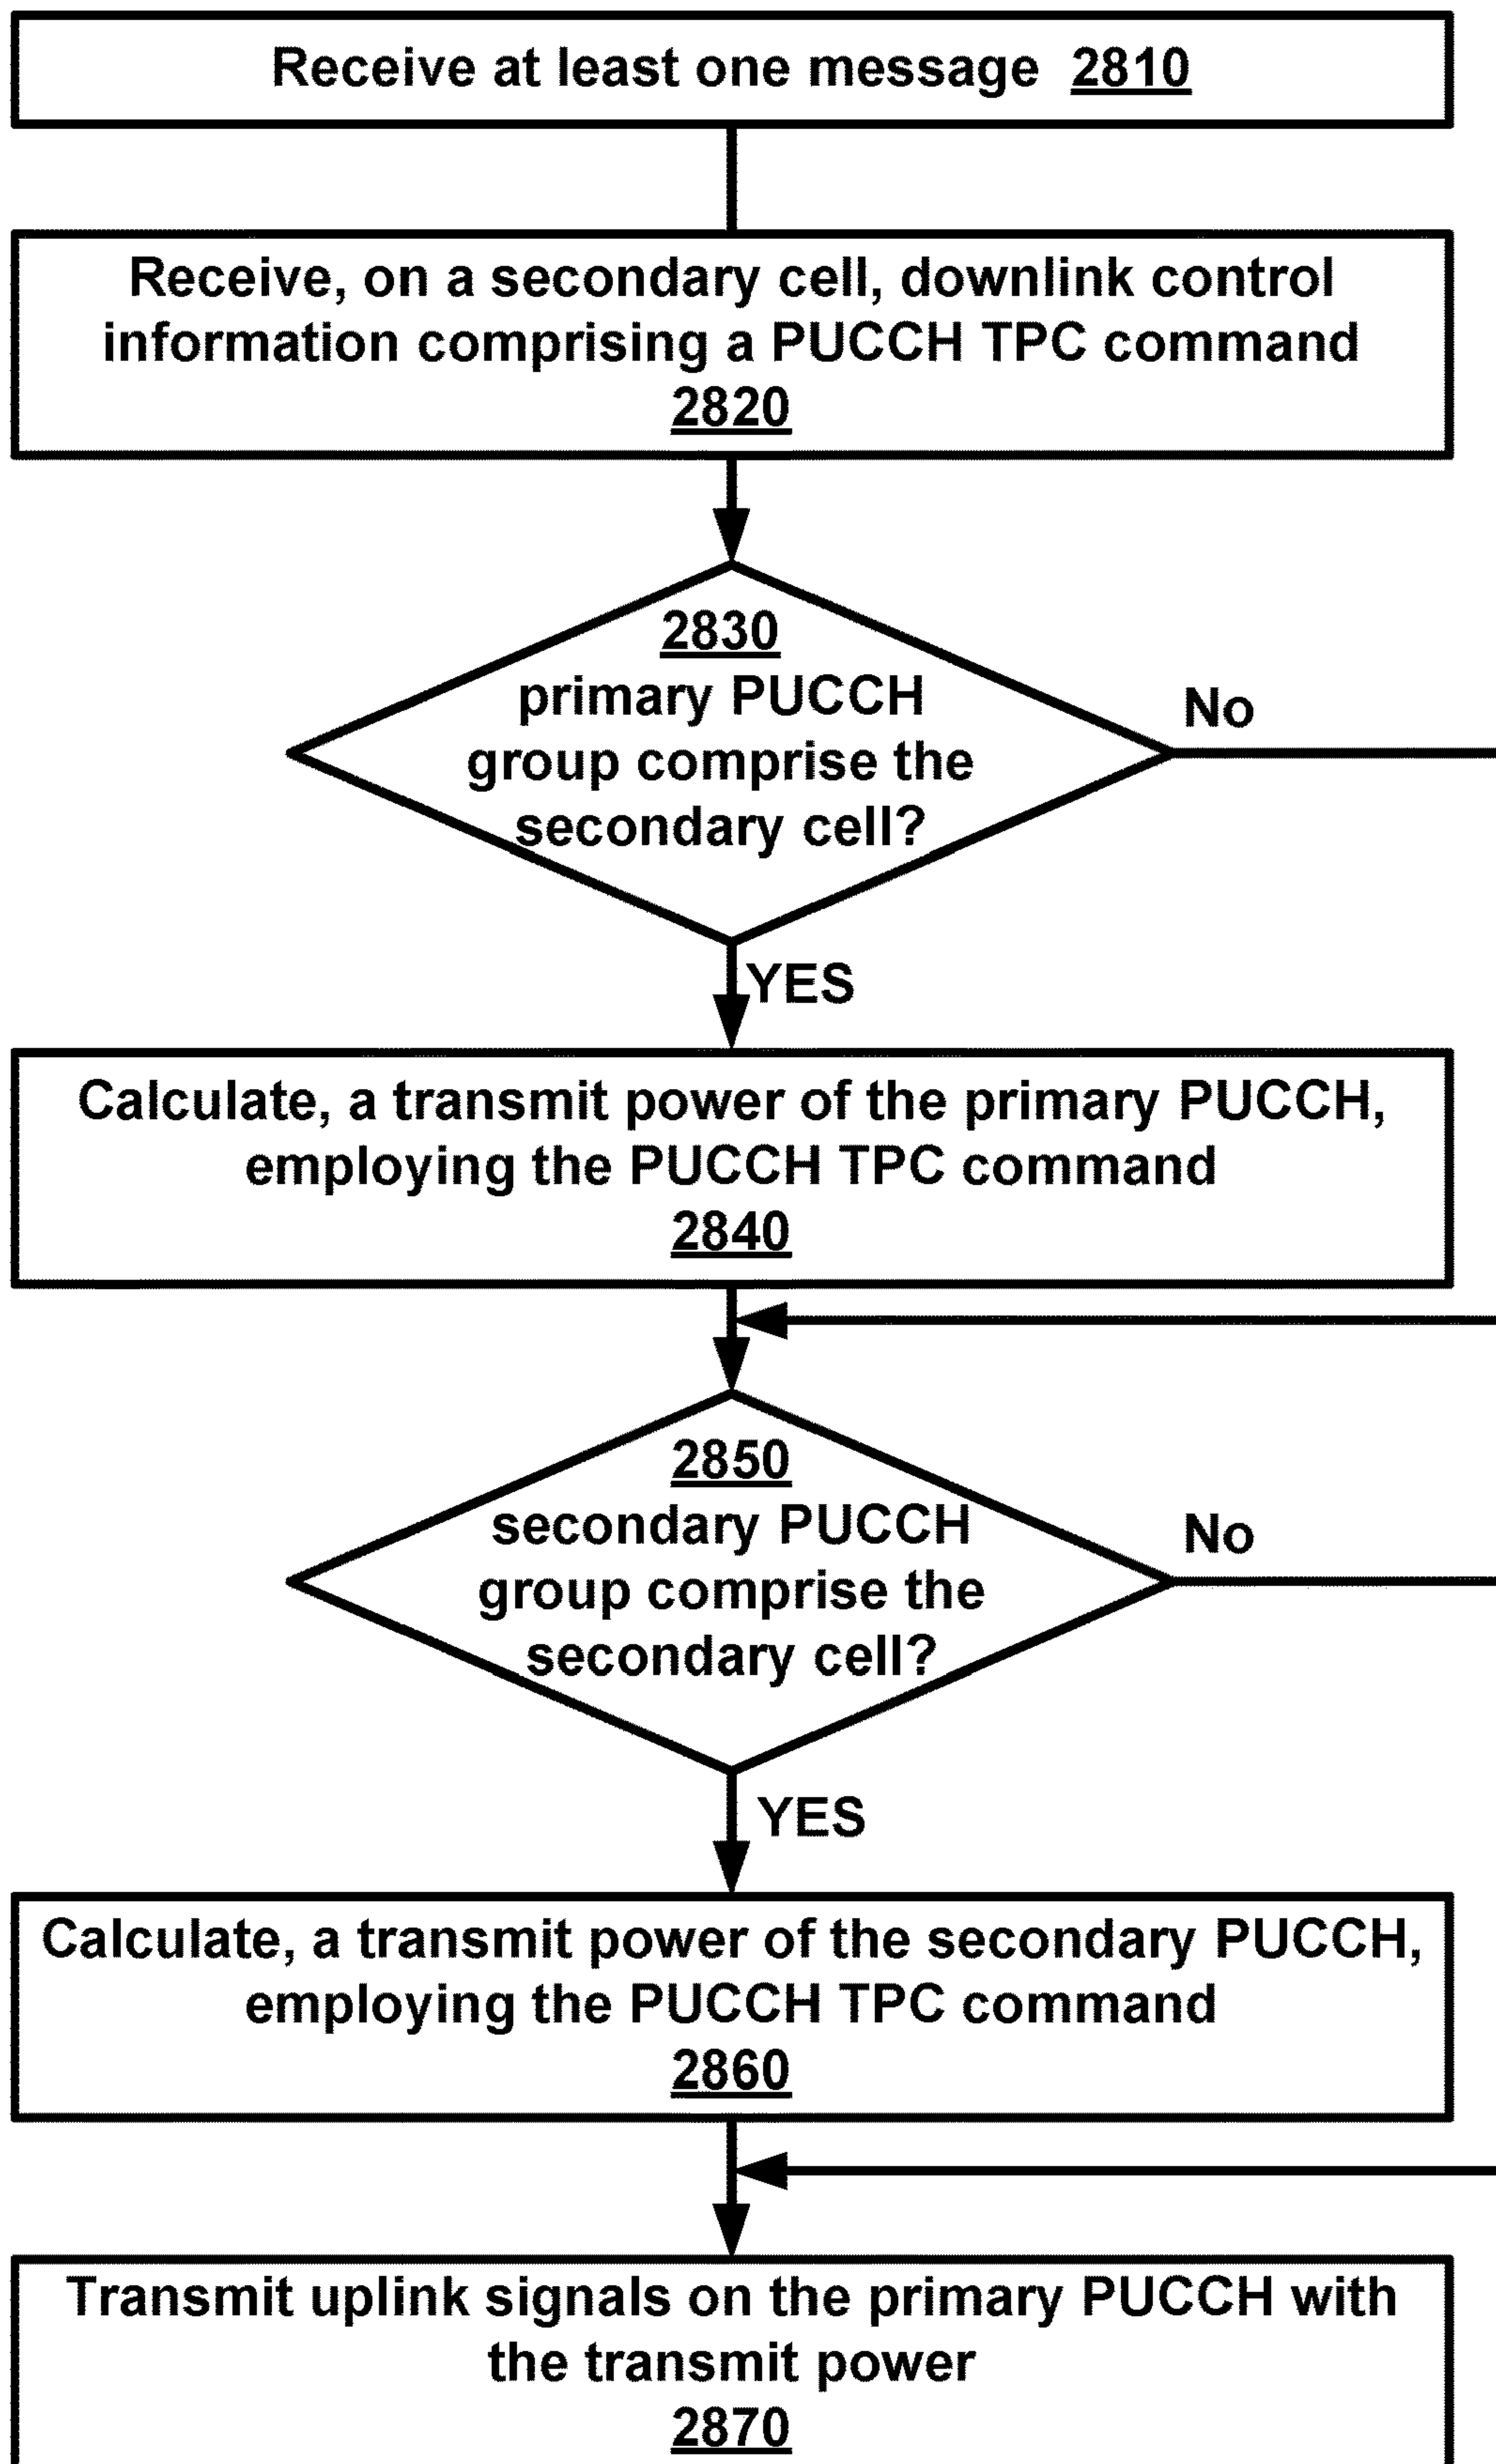 Receive at least one message 2810
Receive, on a secondary cell, downlink control
information comprising a PUCCH TPC command
2820
2830
primary PUCCH
group comprise the
secondary cell?
No
YES
Calculate, a transmit power of the primary PUCCH,
employing the PUCCH TPC command
2840
2850
secondary PUCCH
group comprise the
secondary cell?
No
YES
Calculate, a transmit power of the secondary PUCCH,
employing the PUCCH TPC command
2860
Transmit uplink signals on the primary PUCCH with
the transmit power
2870